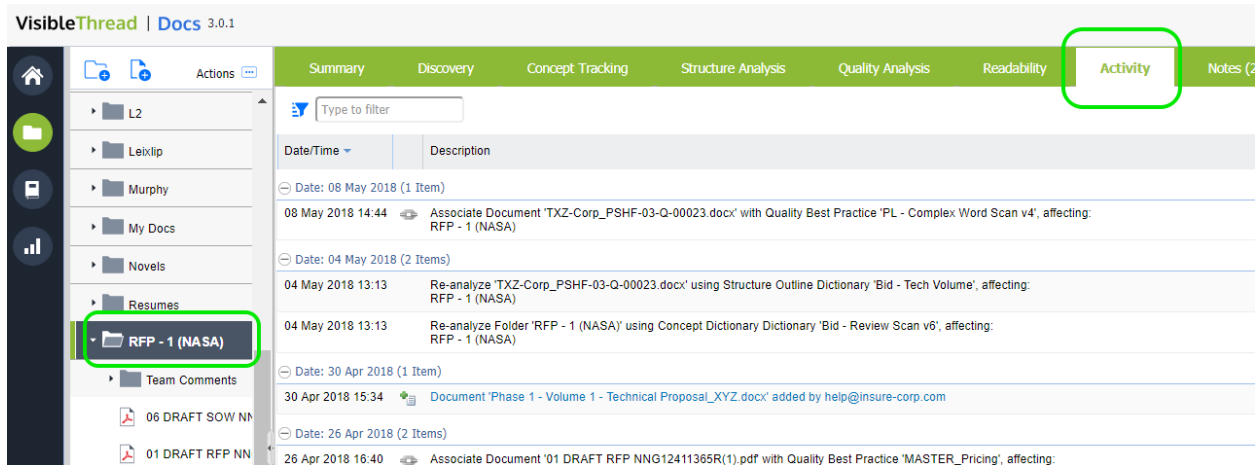 VisibleThread | Docs 3.0.1
Actions
Summary Discovery Concept Tracking Structure Analysis Quality Analysis Readability Activity Notes (2
L2
Leixlip
Murphy
My Docs
Novels
Resumes
RFP - 1 (NASA)
Team Comments
06 DRAFT SOW NN
01 DRAFT RFP NN
Type to filter
Date/Time Description
Date: 08 May 2018 (1 Item)
08 May 2018 14:44 Associate Document 'TXZ-Corp_PSHF-03-Q-00023.docx' with Quality Best Practice 'PL - Complex Word Scan v4', affecting:
RFP - 1 (NASA)
Date: 04 May 2018 (2 Items)
04 May 2018 13:13 Re-analyze 'TXZ-Corp_PSHF-03-Q-00023.docx' using Structure Outline Dictionary 'Bid - Tech Volume', affecting:
RFP - 1 (NASA)
04 May 2018 13:13 Re-analyze Folder 'RFP - 1 (NASA)' using Concept Dictionary Dictionary 'Bid - Review Scan v6', affecting:
RFP - 1 (NASA)
Date: 30 Apr 2018 (1 Item)
30 Apr 2018 15:34 Document 'Phase 1 - Volume 1 - Technical Proposal_XYZ.docx' added by help@insure-corp.com
Date: 26 Apr 2018 (2 Items)
26 Apr 2018 16:40 Associate Document '01 DRAFT RFP NNG12411365R(1).pdf' with Quality Best Practice 'MASTER_Pricing', affecting: